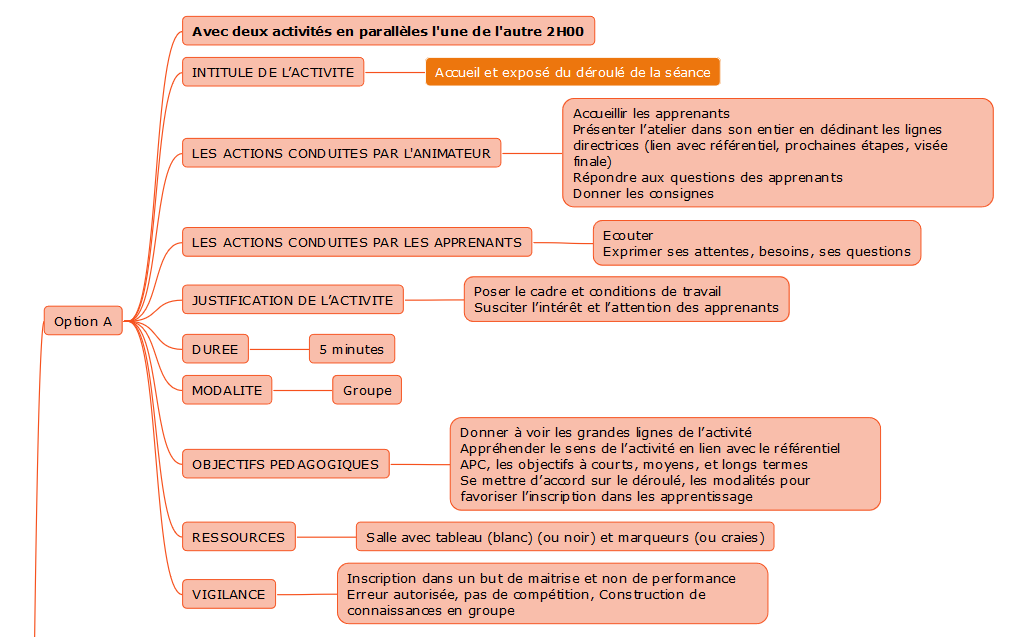 Avec deux activités en parallèles l'une de l'autre 2H00
INTITULE DE L’ACTIVITE
Accueil et exposé du déroulé de la séance
LES ACTIONS CONDUITES PAR L'ANIMATEUR
Accueillir les apprenants
Présenter l’atelier dans son entier en déclinant les lignes
directrices (lien avec référentiel, prochaines étapes, visée
finale)
Répondre aux questions des apprenants
Donner les consignes
LES ACTIONS CONDUITES PAR LES APPRENANTS
Ecouter
Exprimer ses attentes, besoins, ses questions
JUSTIFICATION DE L’ACTIVITE
Poser le cadre et conditions de travail
Susciter l’intérêt et l’attention des apprenants
Option A
DUREE
5 minutes
MODALITE
Groupe
OBJECTIFS PEDAGOGIQUES
Donner à voir les grandes lignes de l’activité
Appréhender le sens de l’activité en lien avec le référentiel
APC, les objectifs à courts, moyens, et longs termes
Se mettre d’accord sur le déroulé, les modalités pour
favoriser l’inscription dans les apprentissage
RESSOURCES
Salle avec tableau (blanc) (ou noir) et marqueurs (ou craies)
VIGILANCE
Inscription dans un but de maitrise et non de performance
Erreur autorisée, pas de compétition, Construction de
connaissances en groupe